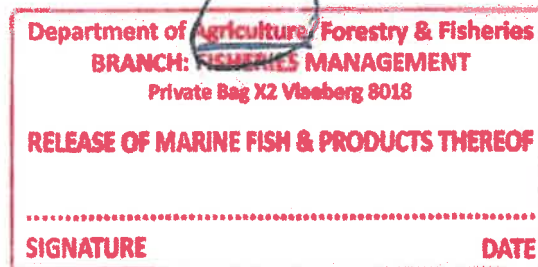 Department of Agriculture, Forestry & Fisheries
BRANCH: FISHERIES MANAGEMENT
Private Bag X2 Vlaeberg 8018
RELEASE OF MARINE FISH & PRODUCTS THEREOF
SIGNATURE DATE